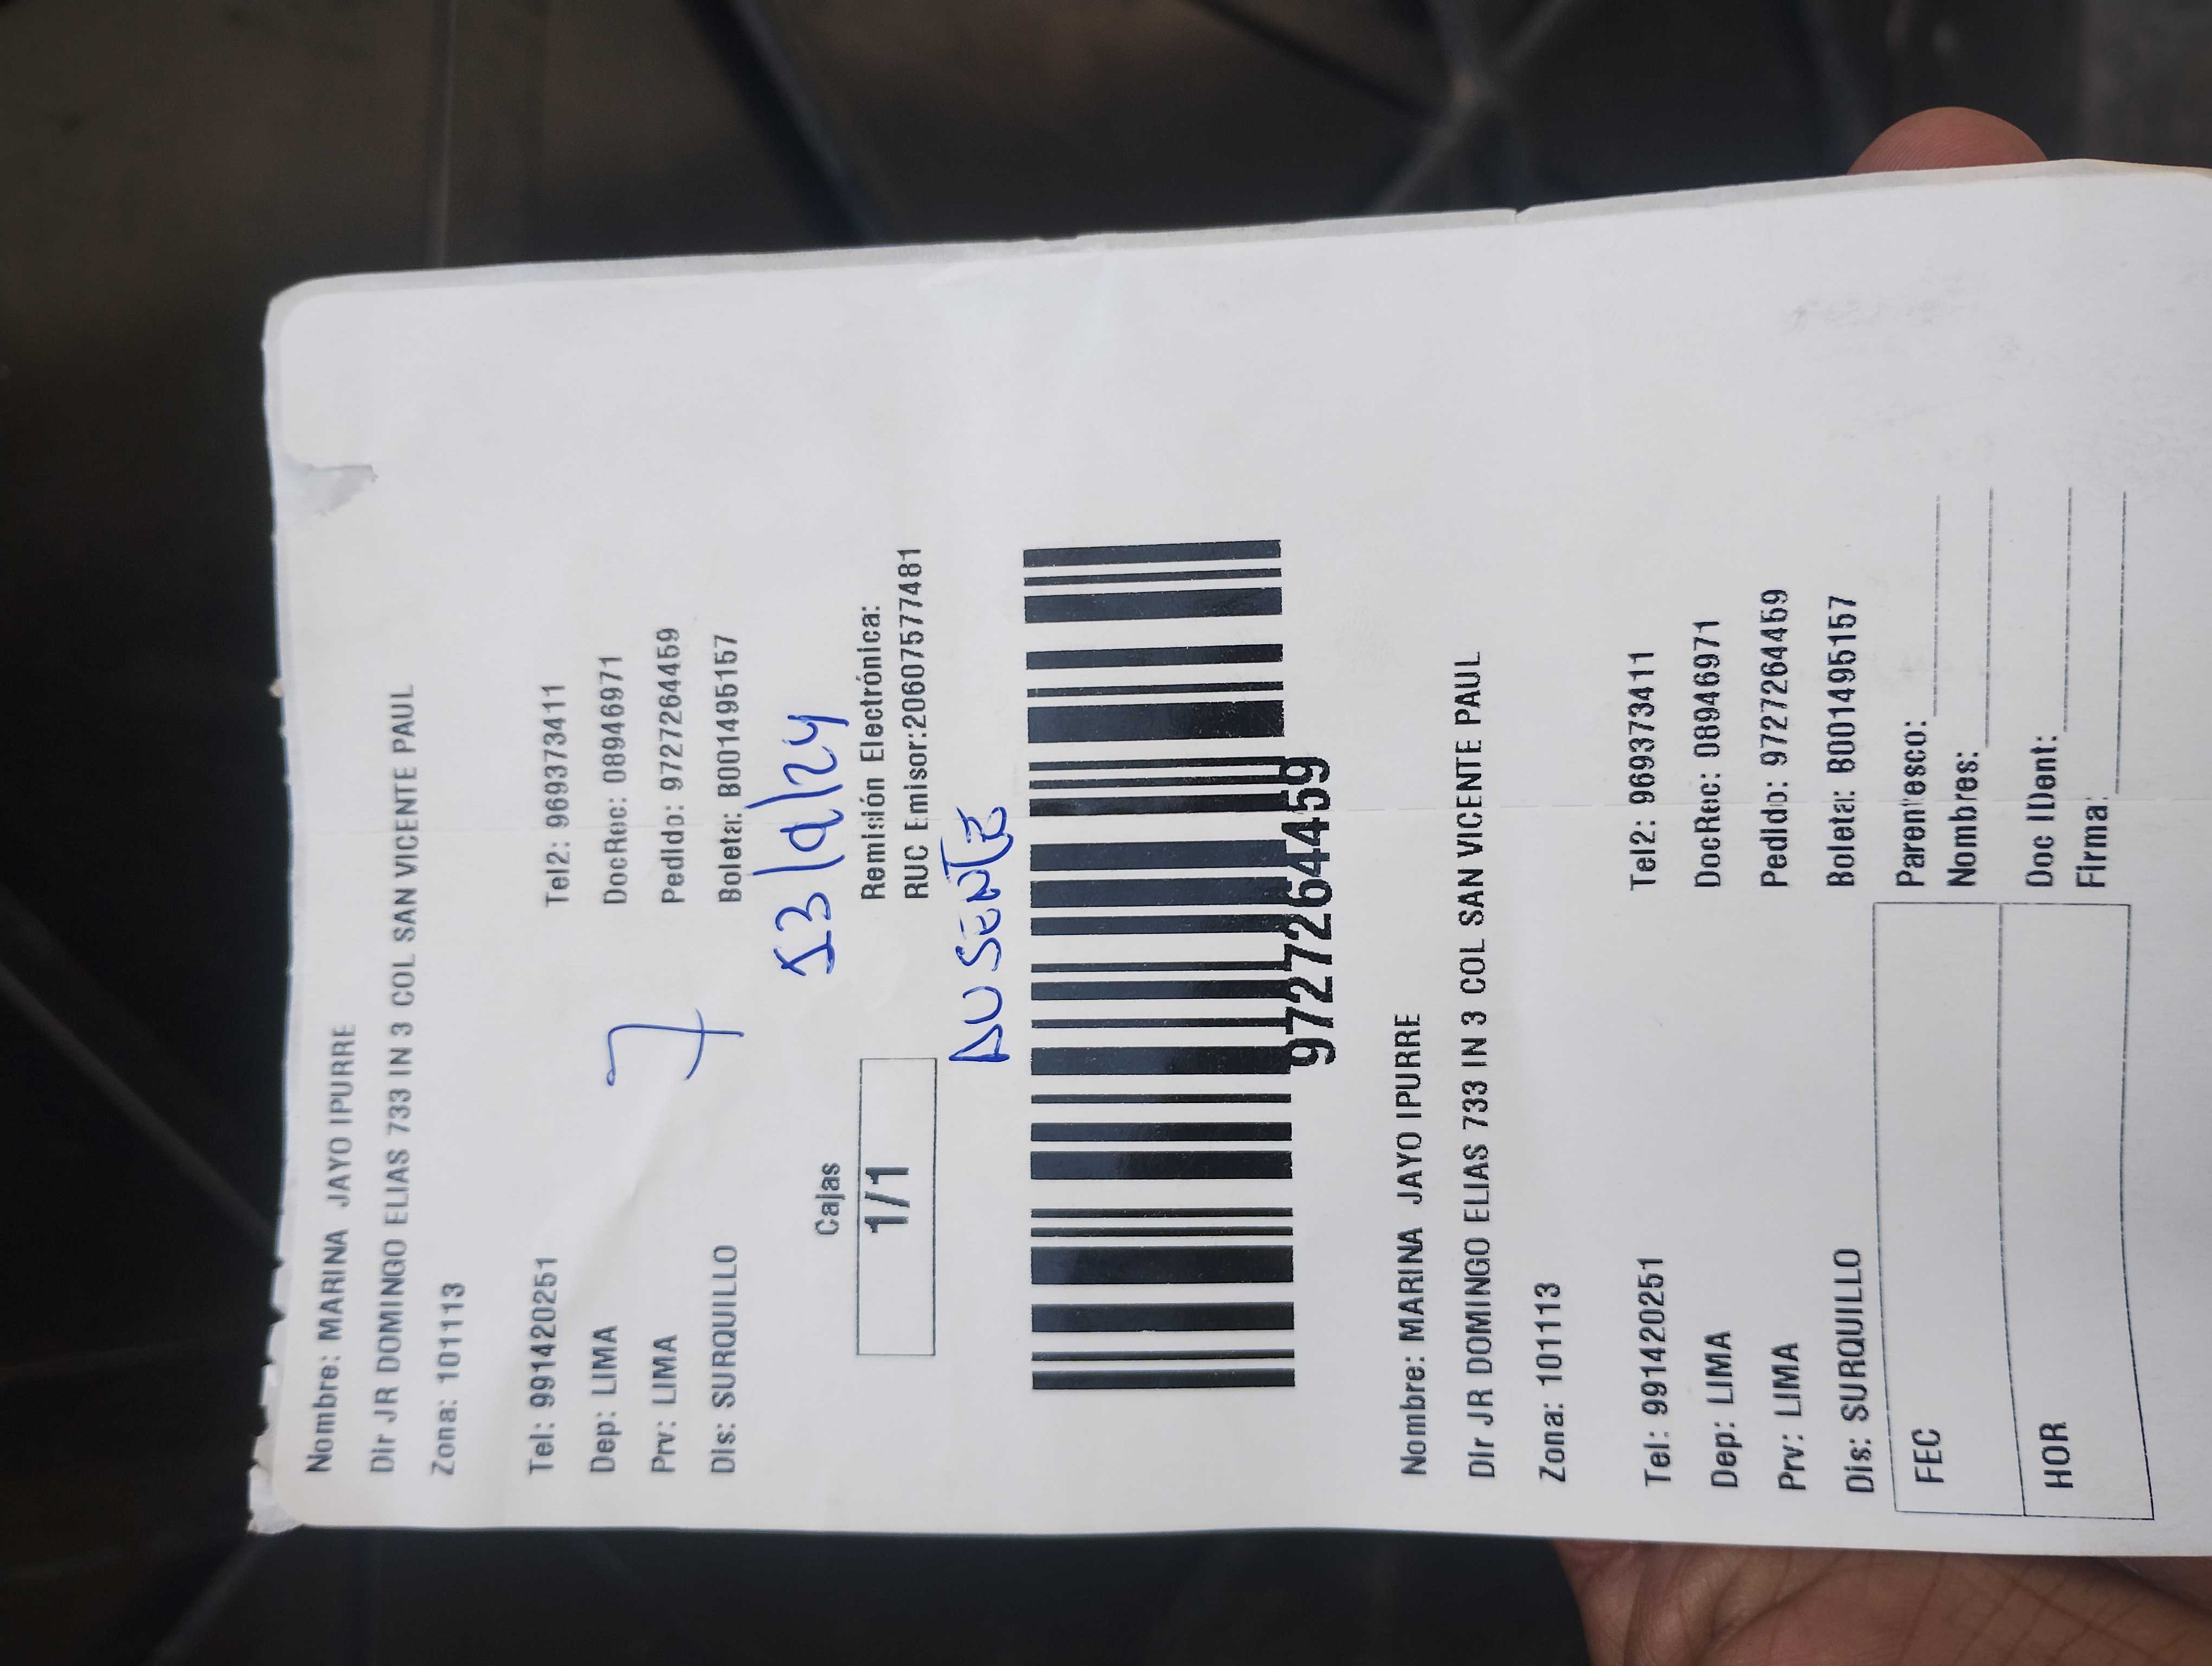 Nombre: MARINA JAYO IPURRE
Dir JR DOMINGO ELIAS 733 IN 3 COL SAN VICENTE PAUL
Zona: 101113
Tel: 991420251 Tel2: 969373411
Dep: LIMA DocRec: 08946971
Prv: LIMA Pedido: 9727264459
Dis: SURQUILLO Boleta: B001495157
7
13/9/24
Cajas
1/1
Remisión Electrónica:
RUC Emisor:20607577481
AUSENTE
9727264459
Nombre: MARINA JAYO IPURRE
Dir JR DOMINGO ELIAS 733 IN 3 COL SAN VICENTE PAUL
Zona: 101113
Tel: 991420251 Tel2: 969373411
Dep: LIMA DocRec: 08946971
Prv: LIMA Pedido: 9727264459
Dis: SURQUILLO Boleta: B001495157
FEC
HOR
Parentesco:
Nombres:
Doc IDent:
Firma: